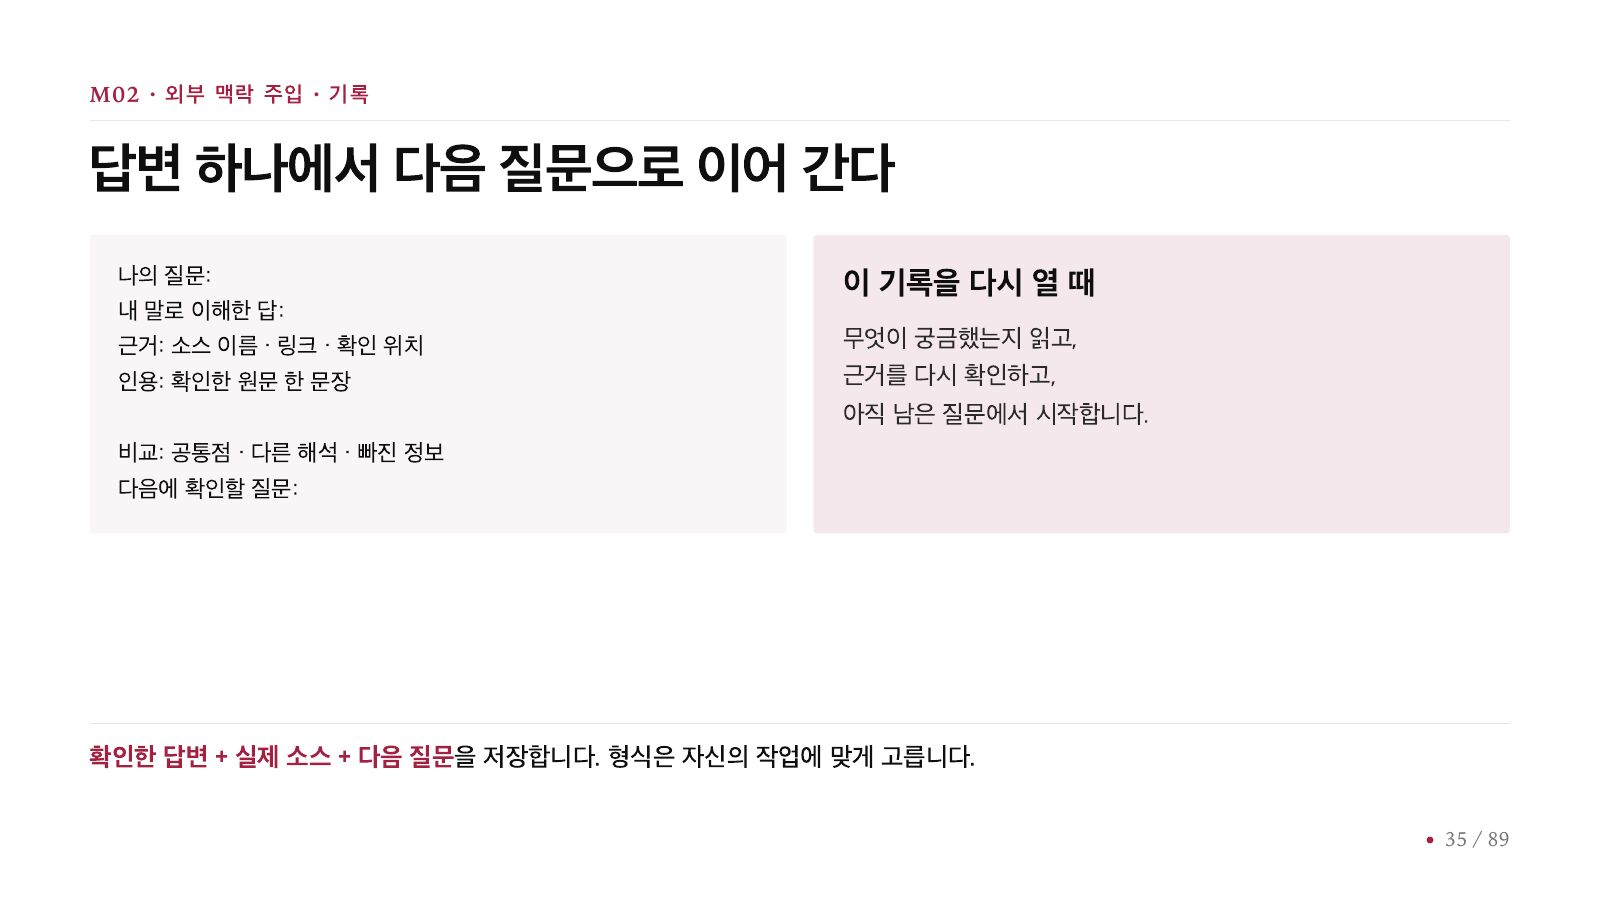 M02 · 외부 맥락 주입 · 기록
답변 하나에서 다음 질문으로 이어 간다
나의 질문:
내 말로 이해한 답:
근거: 소스 이름 · 링크 · 확인 위치
인용: 확인한 원문 한 문장
비교: 공통점 · 다른 해석 · 빠진 정보
다음에 확인할 질문:
이 기록을 다시 열 때
무엇이 궁금했는지 읽고,
근거를 다시 확인하고,
아직 남은 질문에서 시작합니다.
확인한 답변 + 실제 소스 + 다음 질문을 저장합니다. 형식은 자신의 작업에 맞게 고릅니다.
35 / 89